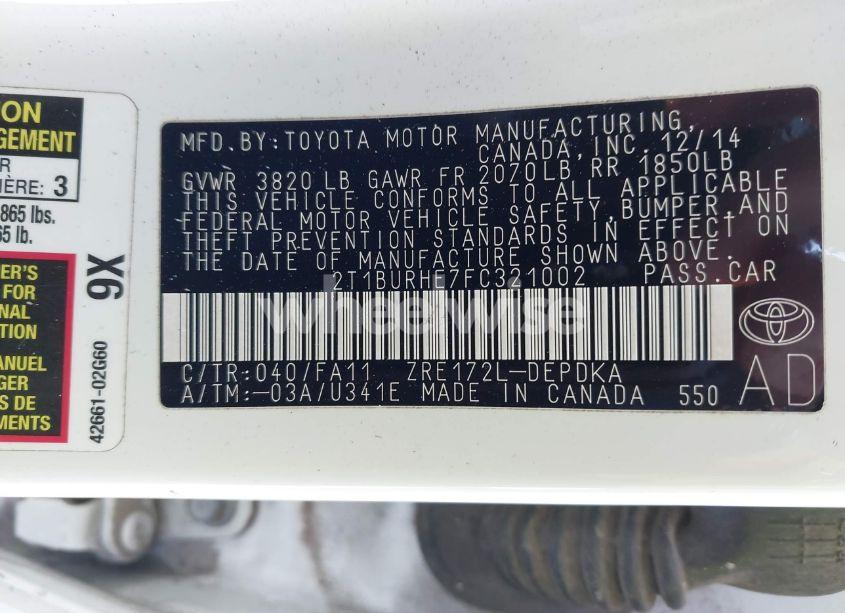 ION
GEMENT
R
IÈRE: 3
865 lbs.
65 lb.
ER'S
FOR
NAL
TION
ANUEL
GER
S DE
EMENTS
9X
42661-02G60
MFD. BY: TOYOTA MOTOR MANUFACTURING,
CANADA, INC. 12/14
GVWR 3820 LB GAWR FR 2070LB, RR 1850LB
THIS VEHICLE CONFORMS TO ALL APPLICABLE
FEDERAL MOTOR VEHICLE SAFETY, BUMPER AND
THEFT PREVENTION STANDARDS IN EFFECT ON
THE DATE OF MANUFACTURE SHOWN ABOVE.
2T1BURHE7FC321002 PASS. CAR
wheelwise
C/TR: 040/FA11 ZRE172L-DEPDKA
A/TM: -03A/U341E MADE IN CANADA 550
AD